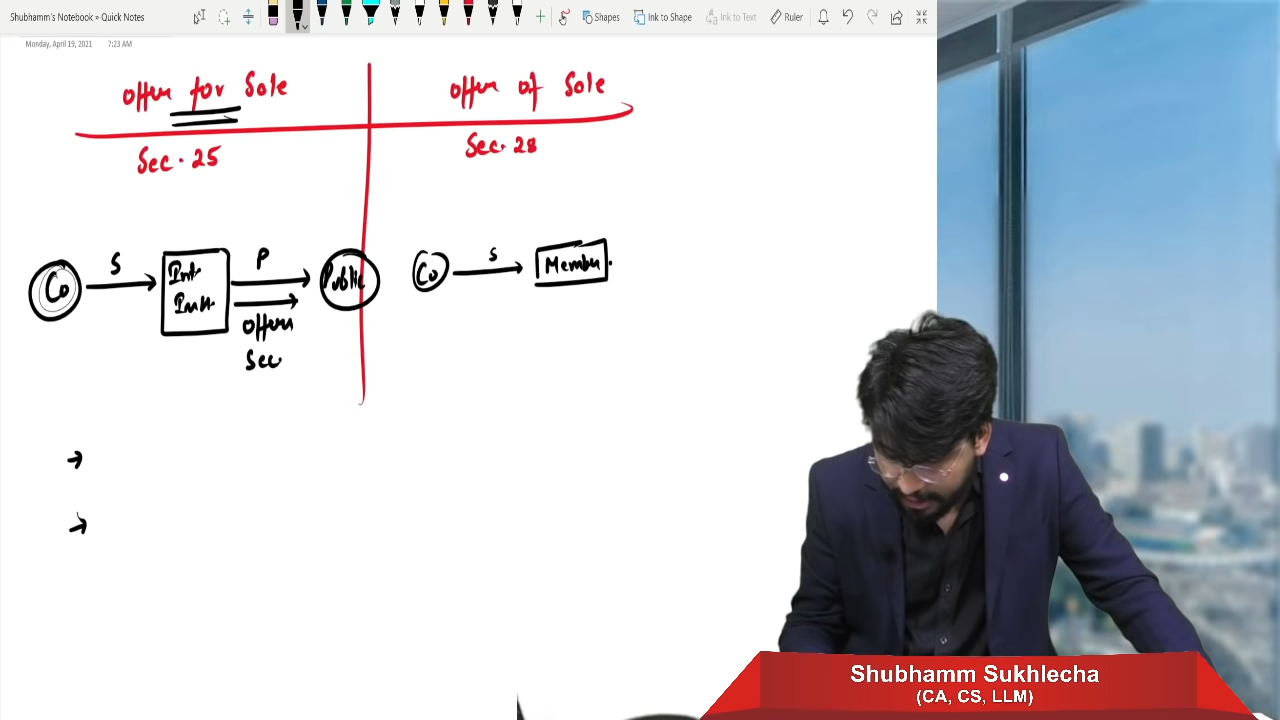 Shubhamm's Notebook » Quick Notes
Shapes
Ink to Shape
Ink to Text
Ruler
Monday, April 19, 2021 7:23 AM
Offer for Sale
Offer of Sale
Sec. 25
Sec. 28
Co
S
Int
Inst
P
Public
Offers
Sec
Co
S
Member
Shubhamm Sukhlecha
(CA, CS, LLM)